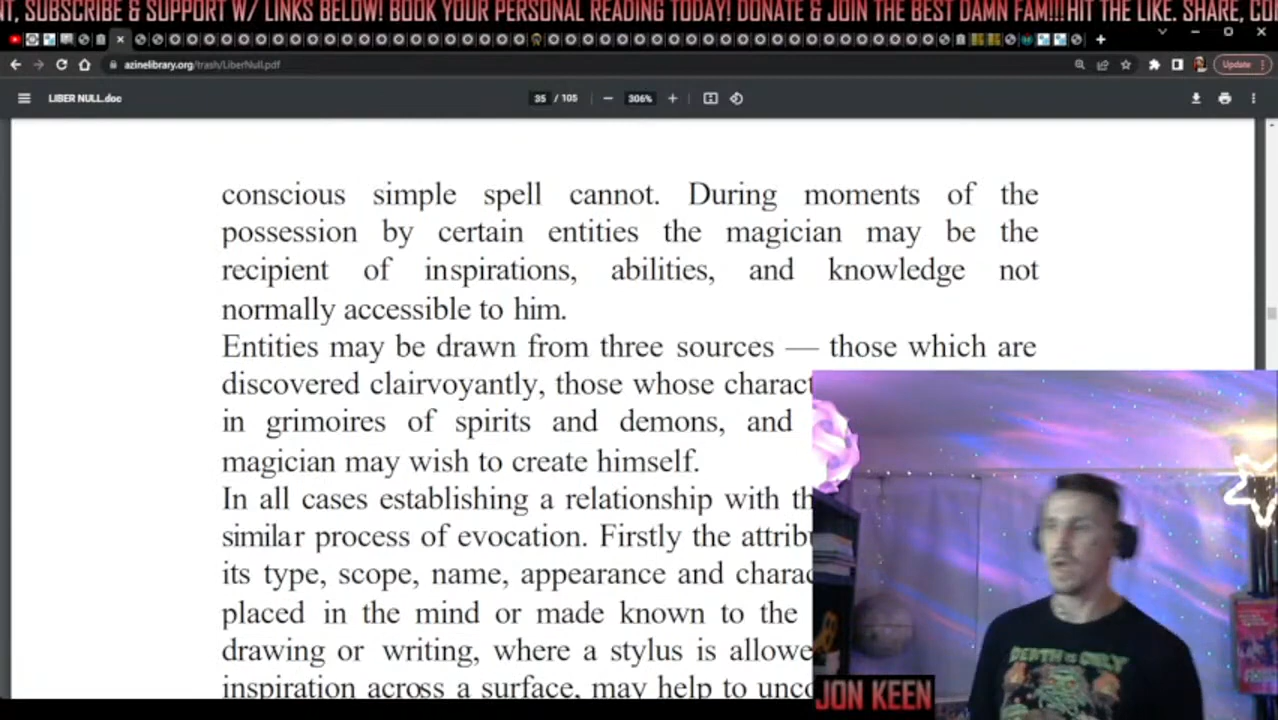 NT, SUBSCRIBE & SUPPORT W/ LINKS BELOW! BOOK YOUR PERSONAL READING TODAY! DONATE & JOIN THE BEST DAMN FAM!!! HIT THE LIKE. SHARE, CO
azinelibrary.org/trash/LiberNull.pdf
Update
LIBER NULL.doc
35 / 105
306%
conscious simple spell cannot. During moments of the
possession by certain entities the magician may be the
recipient of inspirations, abilities, and knowledge not
normally accessible to him.
Entities may be drawn from three sources — those which are
discovered clairvoyantly, those whose charact
in grimoires of spirits and demons, and
magician may wish to create himself.
In all cases establishing a relationship with th
similar process of evocation. Firstly the attribu
its type, scope, name, appearance and charac
placed in the mind or made known to the
drawing or writing, where a stylus is allowe
inspiration across a surface, may help to unco
JON KEEN